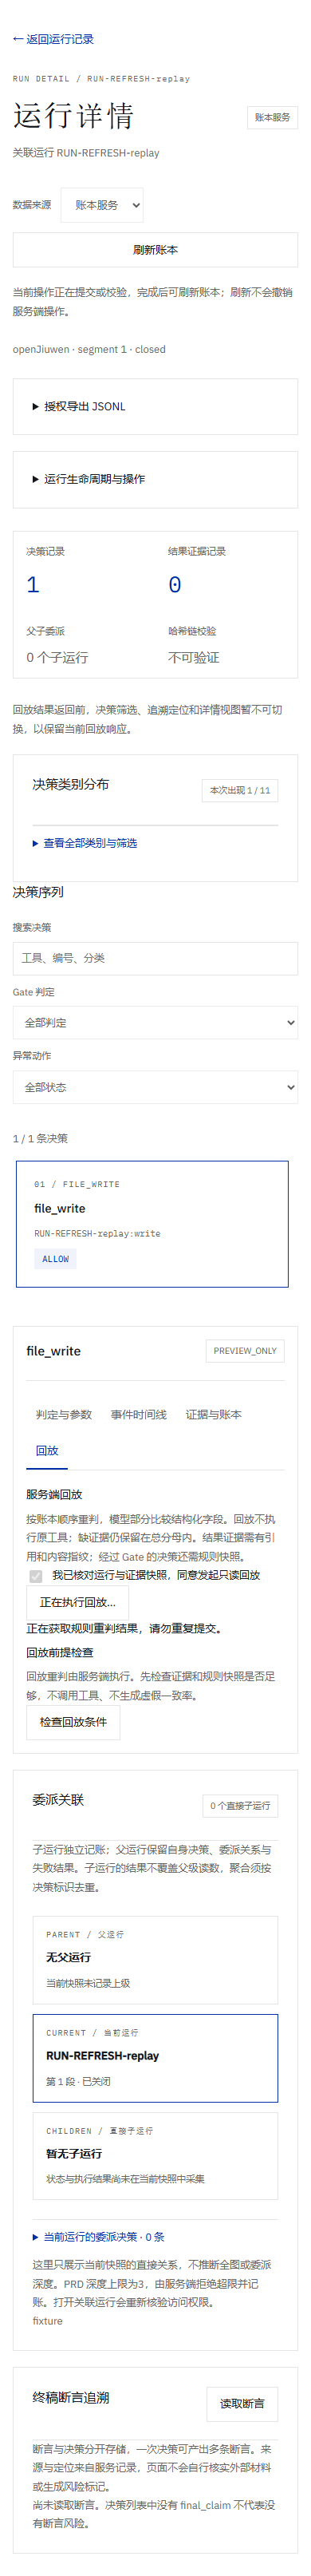 ← 返回运行记录
RUN DETAIL / RUN-REFRESH-replay
运行详情
账本服务
关联运行 RUN-REFRESH-replay
数据来源
账本服务
刷新账本
当前操作正在提交或校验，完成后可刷新账本；刷新不会撤销
服务端操作。
openJiuwen · segment 1 · closed
▶ 授权导出 JSONL
▶ 运行生命周期与操作
决策记录
结果证据记录
1
0
父子委派
哈希链校验
0 个子运行
不可验证
回放结果返回前，决策筛选、追溯定位和详情视图暂不可切
换，以保留当前回放响应。
决策类别分布
本次出现 1 / 11
▶ 查看全部类别与筛选
决策序列
搜索决策
工具、编号、分类
Gate 判定
全部判定
异常动作
全部状态
1 / 1 条决策
01 / FILE_WRITE
file_write
RUN-REFRESH-replay:write
ALLOW
file_write
PREVIEW_ONLY
判定与参数
事件时间线
证据与账本
回放
服务端回放
按账本顺序重判，模型部分比较结构化字段。回放不执
行原工具；缺证据仍保留在总分母内。结果证据需有引
用和内容指纹；经过 Gate 的决策还需规则快照。
我已核对运行与证据快照，同意发起只读回放
正在执行回放…
正在获取规则重判结果，请勿重复提交。
回放前提检查
回放重判由服务端执行。先检查证据和规则快照是否足
够，不调用工具、不生成虚假一致率。
检查回放条件
委派关联
0 个直接子运行
子运行独立记账；父运行保留自身决策、委派关系与
失败结果。子运行的结果不覆盖父级读数，聚合须按
决策标识去重。
PARENT / 父运行
无父运行
当前快照未记录上级
CURRENT / 当前运行
RUN-REFRESH-replay
第 1 段 · 已关闭
CHILDREN / 直接子运行
暂无子运行
状态与执行结果尚未在当前快照中采集
▶ 当前运行的委派决策 · 0 条
这里只展示当前快照的直接关系，不推断全图或委派
深度。PRD 深度上限为3，由服务端拒绝超限并记
账。打开关联运行会重新核验访问权限。
fixture
终稿断言追溯
读取断言
断言与决策分开存储，一次决策可产出多条断言。来
源与定位来自服务记录，页面不会自行核实外部材料
或生成风险标记。
尚未读取断言。决策列表中没有 final_claim 不代表没
有断言风险。